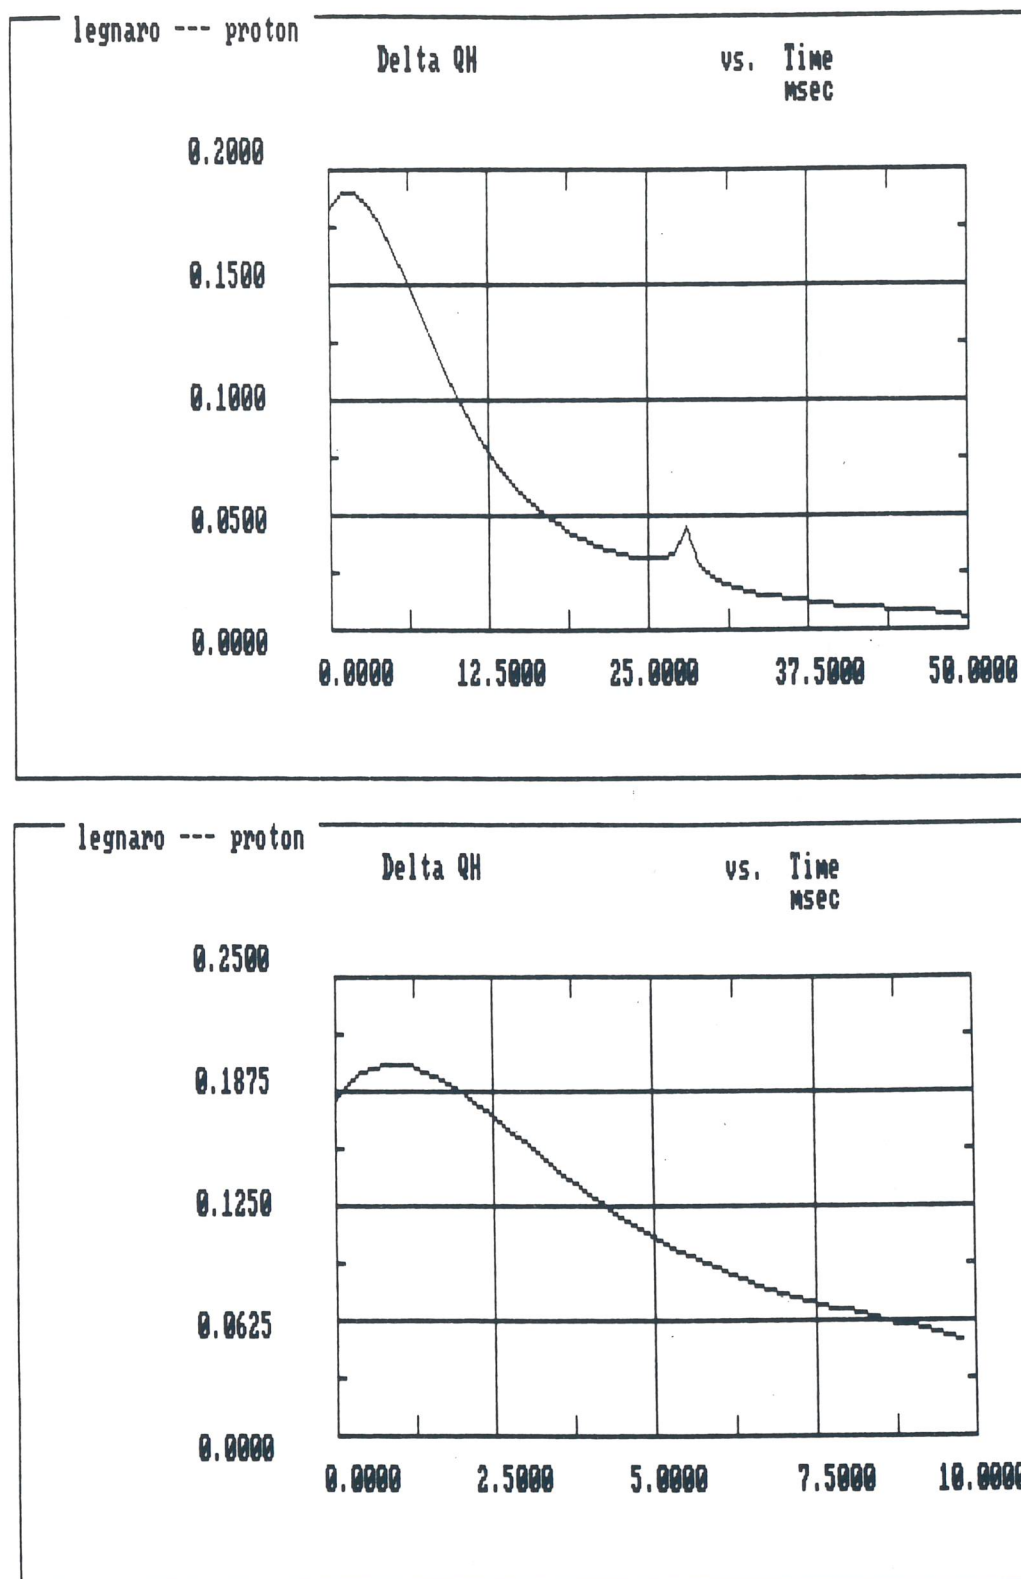 legnaro --- proton
Delta QH vs. Time
msec
0.2000
0.1500
0.1000
0.0500
0.0000
0.0000 12.5000 25.0000 37.5000 50.0000
legnaro --- proton
Delta QH vs. Time
msec
0.2500
0.1875
0.1250
0.0625
0.0000
0.0000 2.5000 5.0000 7.5000 10.0000